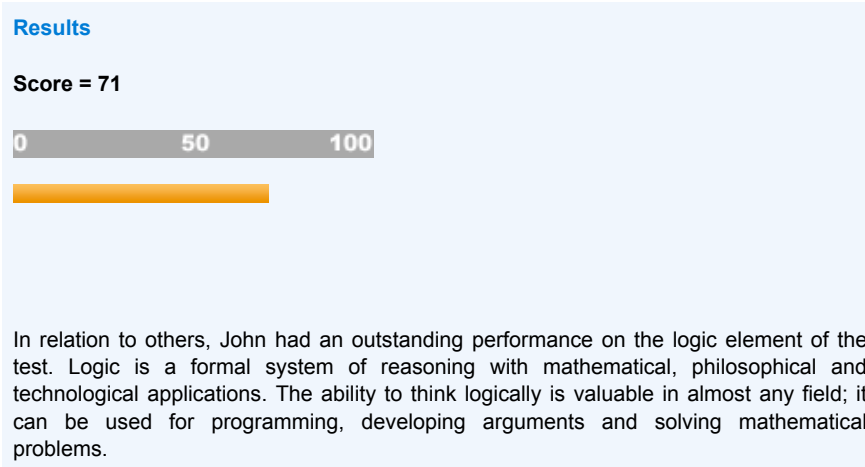 Results
Score = 71
0 50 100
In relation to others, John had an outstanding performance on the logic element of the
test. Logic is a formal system of reasoning with mathematical, philosophical and
technological applications. The ability to think logically is valuable in almost any field; it
can be used for programming, developing arguments and solving mathematical
problems.